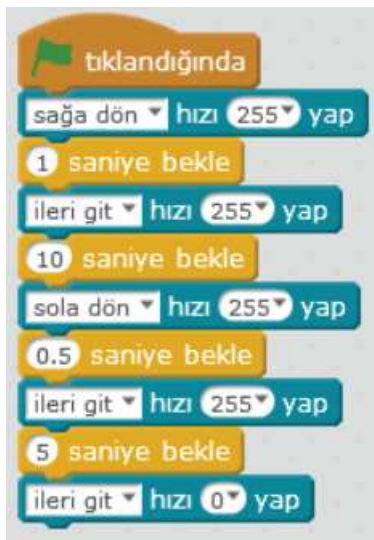 tıklandığında
sağa dön hızı 255 yap
1 saniye bekle
ileri git hızı 255 yap
10 saniye bekle
sola dön hızı 255 yap
0.5 saniye bekle
ileri git hızı 255 yap
5 saniye bekle
ileri git hızı 0 yap